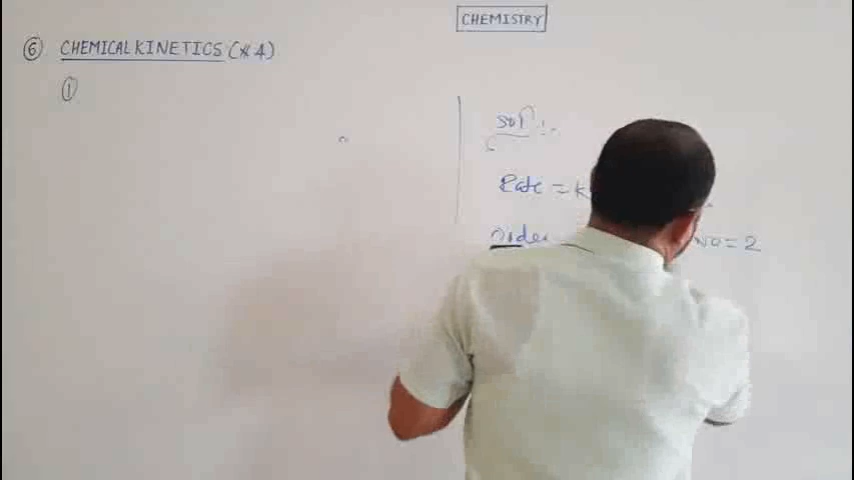 CHEMISTRY
⑥ CHEMICAL KINETICS (*4)
①
Sol:-
Rate = K
Order NO = 2